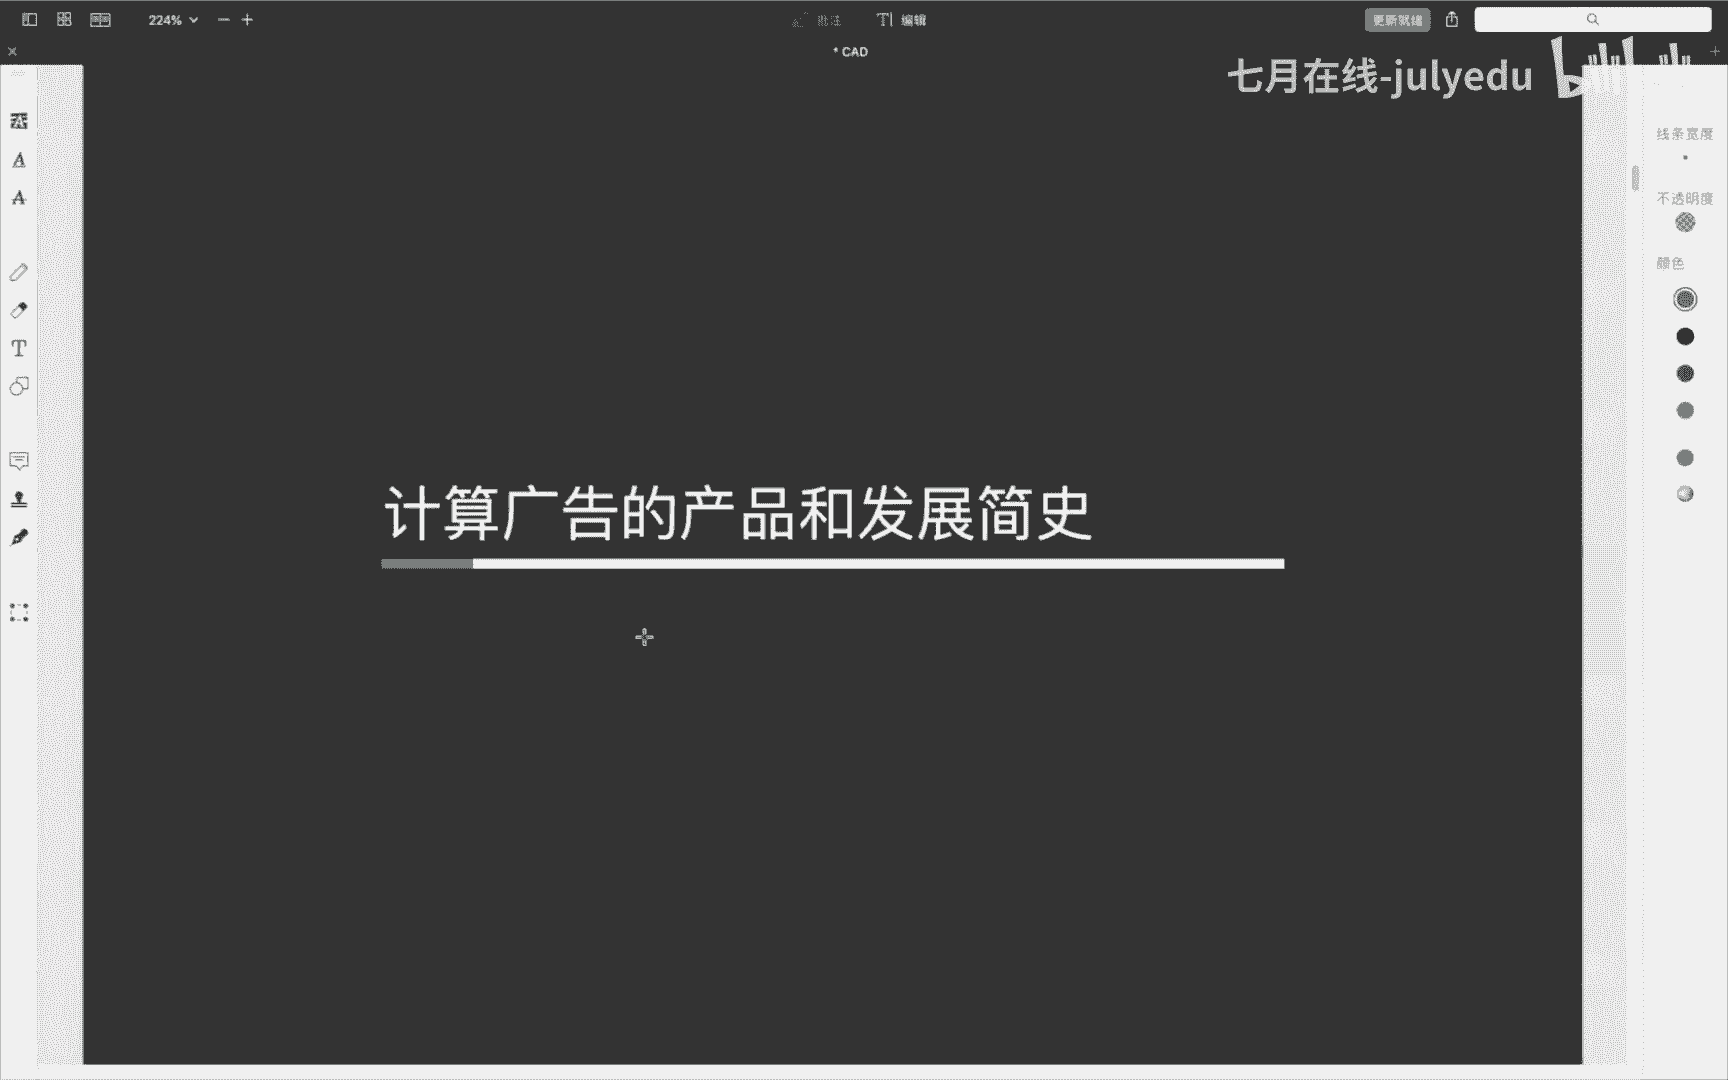 224%
批注
编辑
更新就绪
* CAD
七月在线-julyedu
bilibili
线条宽度
不透明度
颜色
计算广告的产品和发展简史